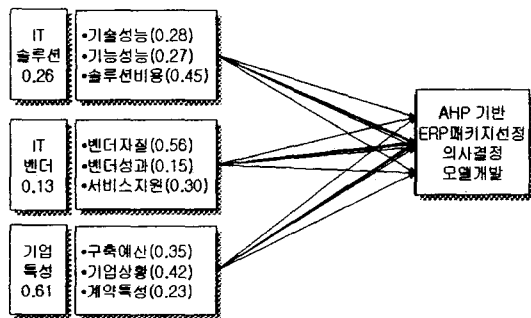 IT
솔루션
0.26
•기술성능(0.28)
•기능성능(0.27)
•솔루션비용(0.45)
IT
벤더
0.13
•벤더자질(0.56)
•벤더성과(0.15)
•서비스지원(0.30)
기업
특성
0.61
•구축예산(0.35)
•기업상황(0.42)
•계약특성(0.23)
AHP 기반
ERP패키지선정
의사결정
모델개발